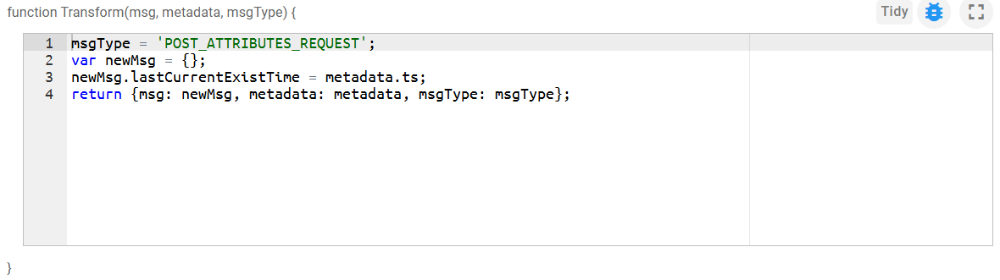 function Transform(msg, metadata, msgType) {
Tidy
1 msgType = 'POST_ATTRIBUTES_REQUEST';
2 var newMsg = {};
3 newMsg.lastCurrentExistTime = metadata.ts;
4 return {msg: newMsg, metadata: metadata, msgType: msgType};
}